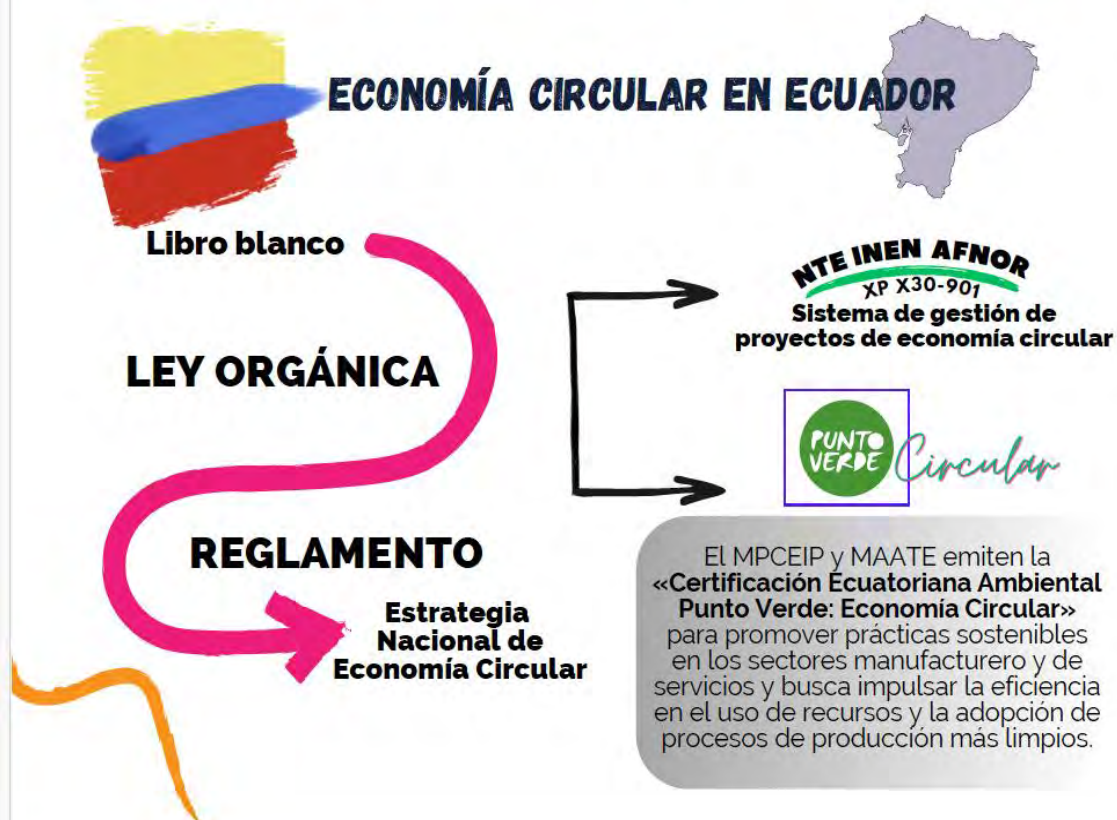 ECONOMÍA CIRCULAR EN ECUADOR
Libro blanco
LEY ORGÁNICA
REGLAMENTO
Estrategia
Nacional de
Economía Circular
NTE INEN AFNOR
XP X30-901
Sistema de gestión de
proyectos de economía circular
PUNTO
VERDE
Circular
El MPCEIP y MAATE emiten la
«Certificación Ecuatoriana Ambiental
Punto Verde: Economía Circular»
para promover prácticas sostenibles
en los sectores manufacturero y de
servicios y busca impulsar la eficiencia
en el uso de recursos y la adopción de
procesos de producción más limpios.